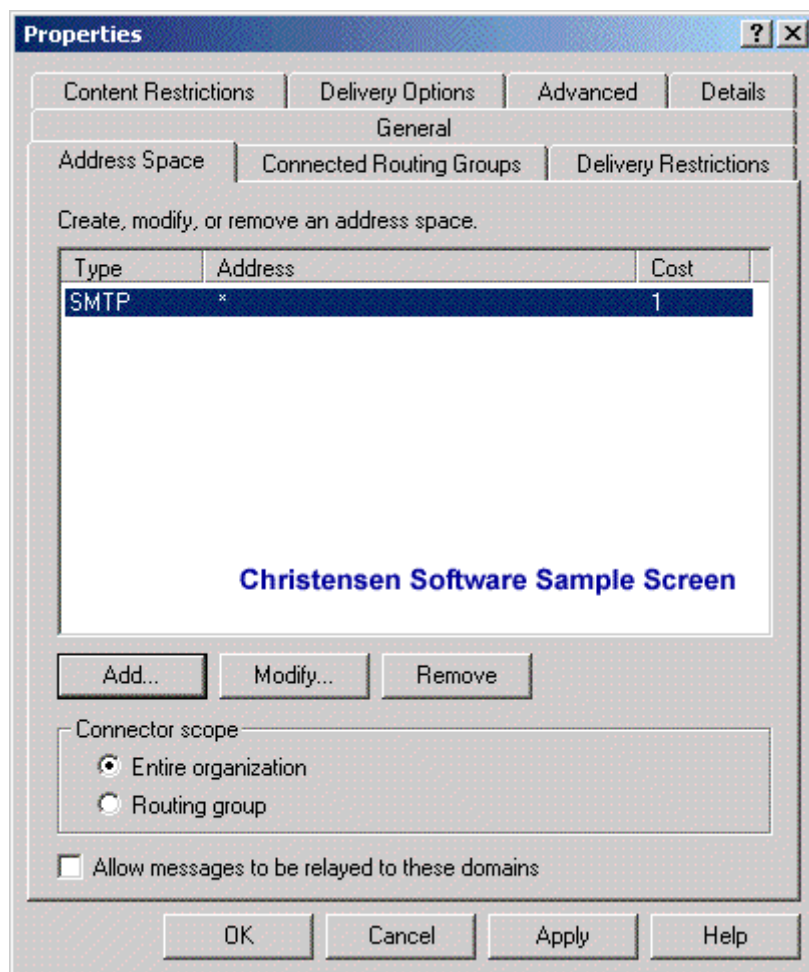 Properties
Content Restrictions Delivery Options Advanced Details
General
Address Space Connected Routing Groups Delivery Restrictions
Create, modify, or remove an address space.
Type Address Cost
SMTP * 1
Christensen Software Sample Screen
Add... Modify... Remove
Connector scope
Entire organization
Routing group
Allow messages to be relayed to these domains
OK Cancel Apply Help